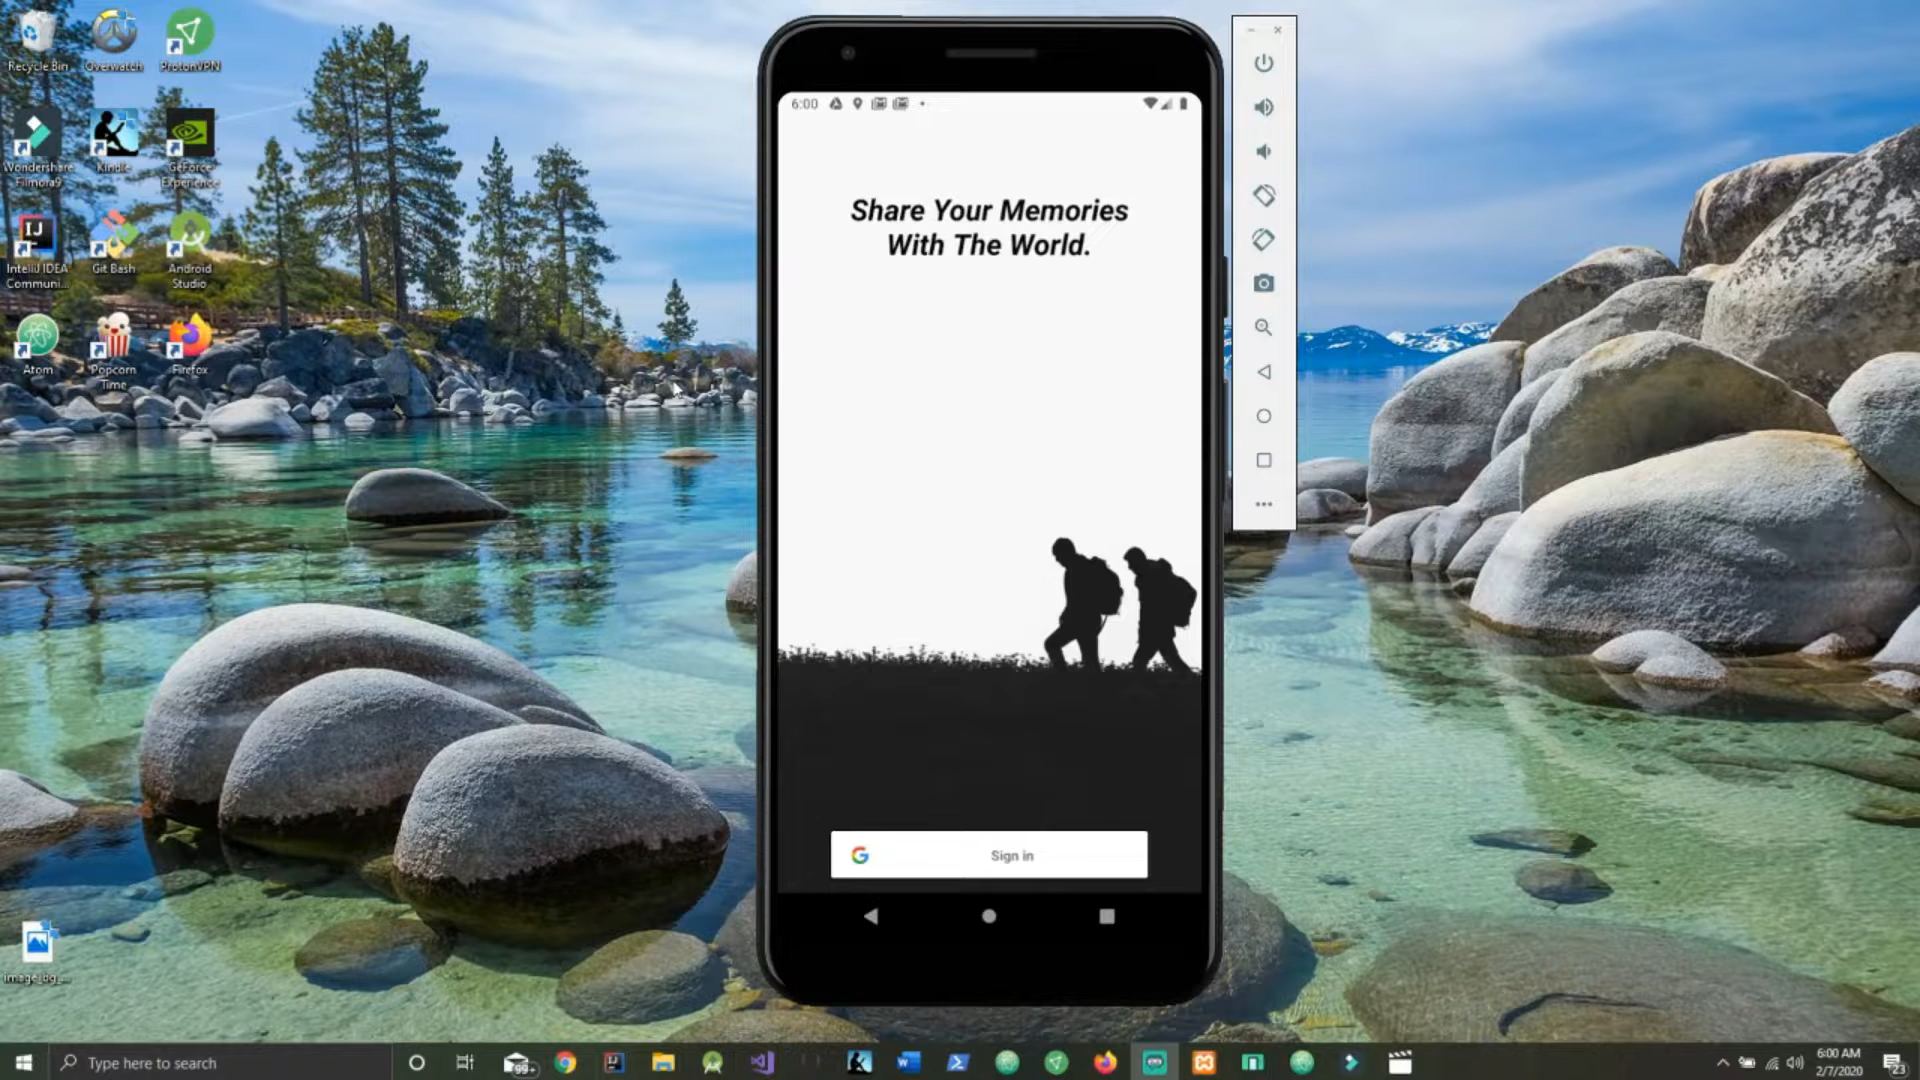 Recycle Bin
Overwatch
ProtonVPN
Wondershare
Filmora9
Kindle
GeForce
Experience
IntelliJ IDEA
Communi...
Git Bash
Android
Studio
Atom
Popcorn
Time
Firefox
6:00
Share Your Memories
With The World.
G
Sign in
Type here to search
99+
6:00 AM
2/7/2020
23